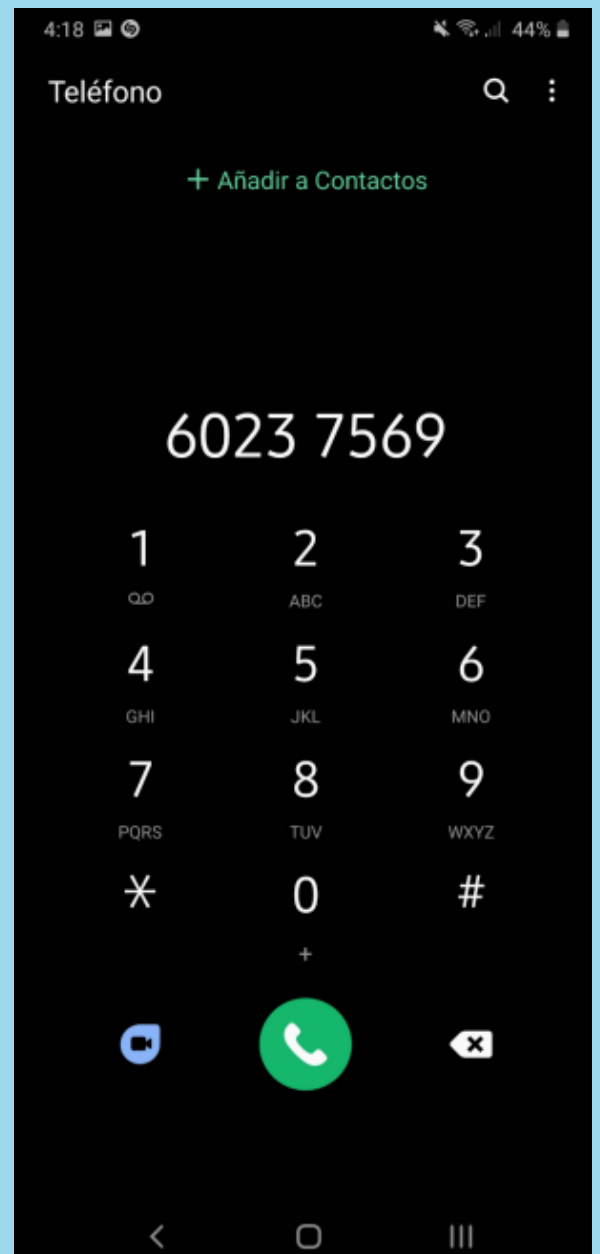 4:18 44%
Teléfono
+ Añadir a Contactos
6023 7569
1 2 3
ABC DEF
4 5 6
GHI JKL MNO
7 8 9
PQRS TUV WXYZ
* 0 #
+